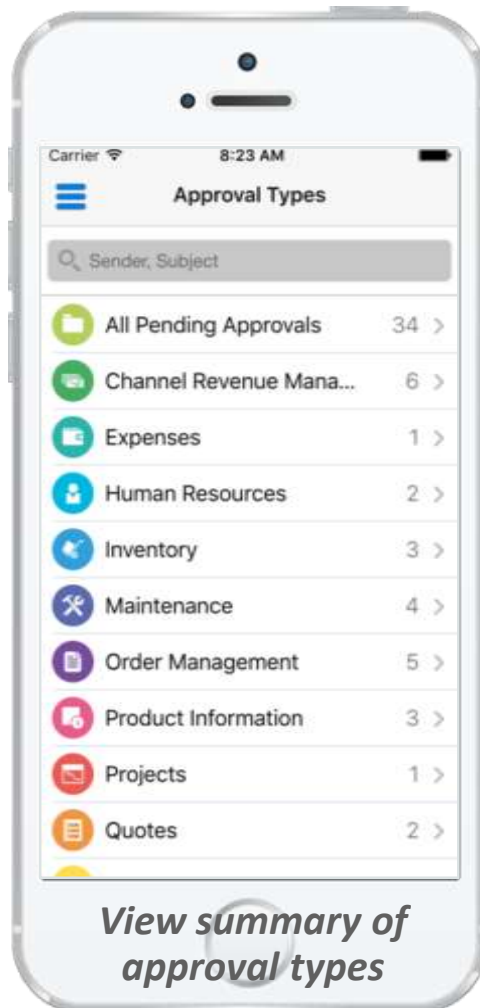 Carrier 8:23 AM
Approval Types
Sender, Subject
All Pending Approvals 34
Channel Revenue Mana... 6
Expenses 1
Human Resources 2
Inventory 3
Maintenance 4
Order Management 5
Product Information 3
Projects 1
Quotes 2
View summary of
approval types